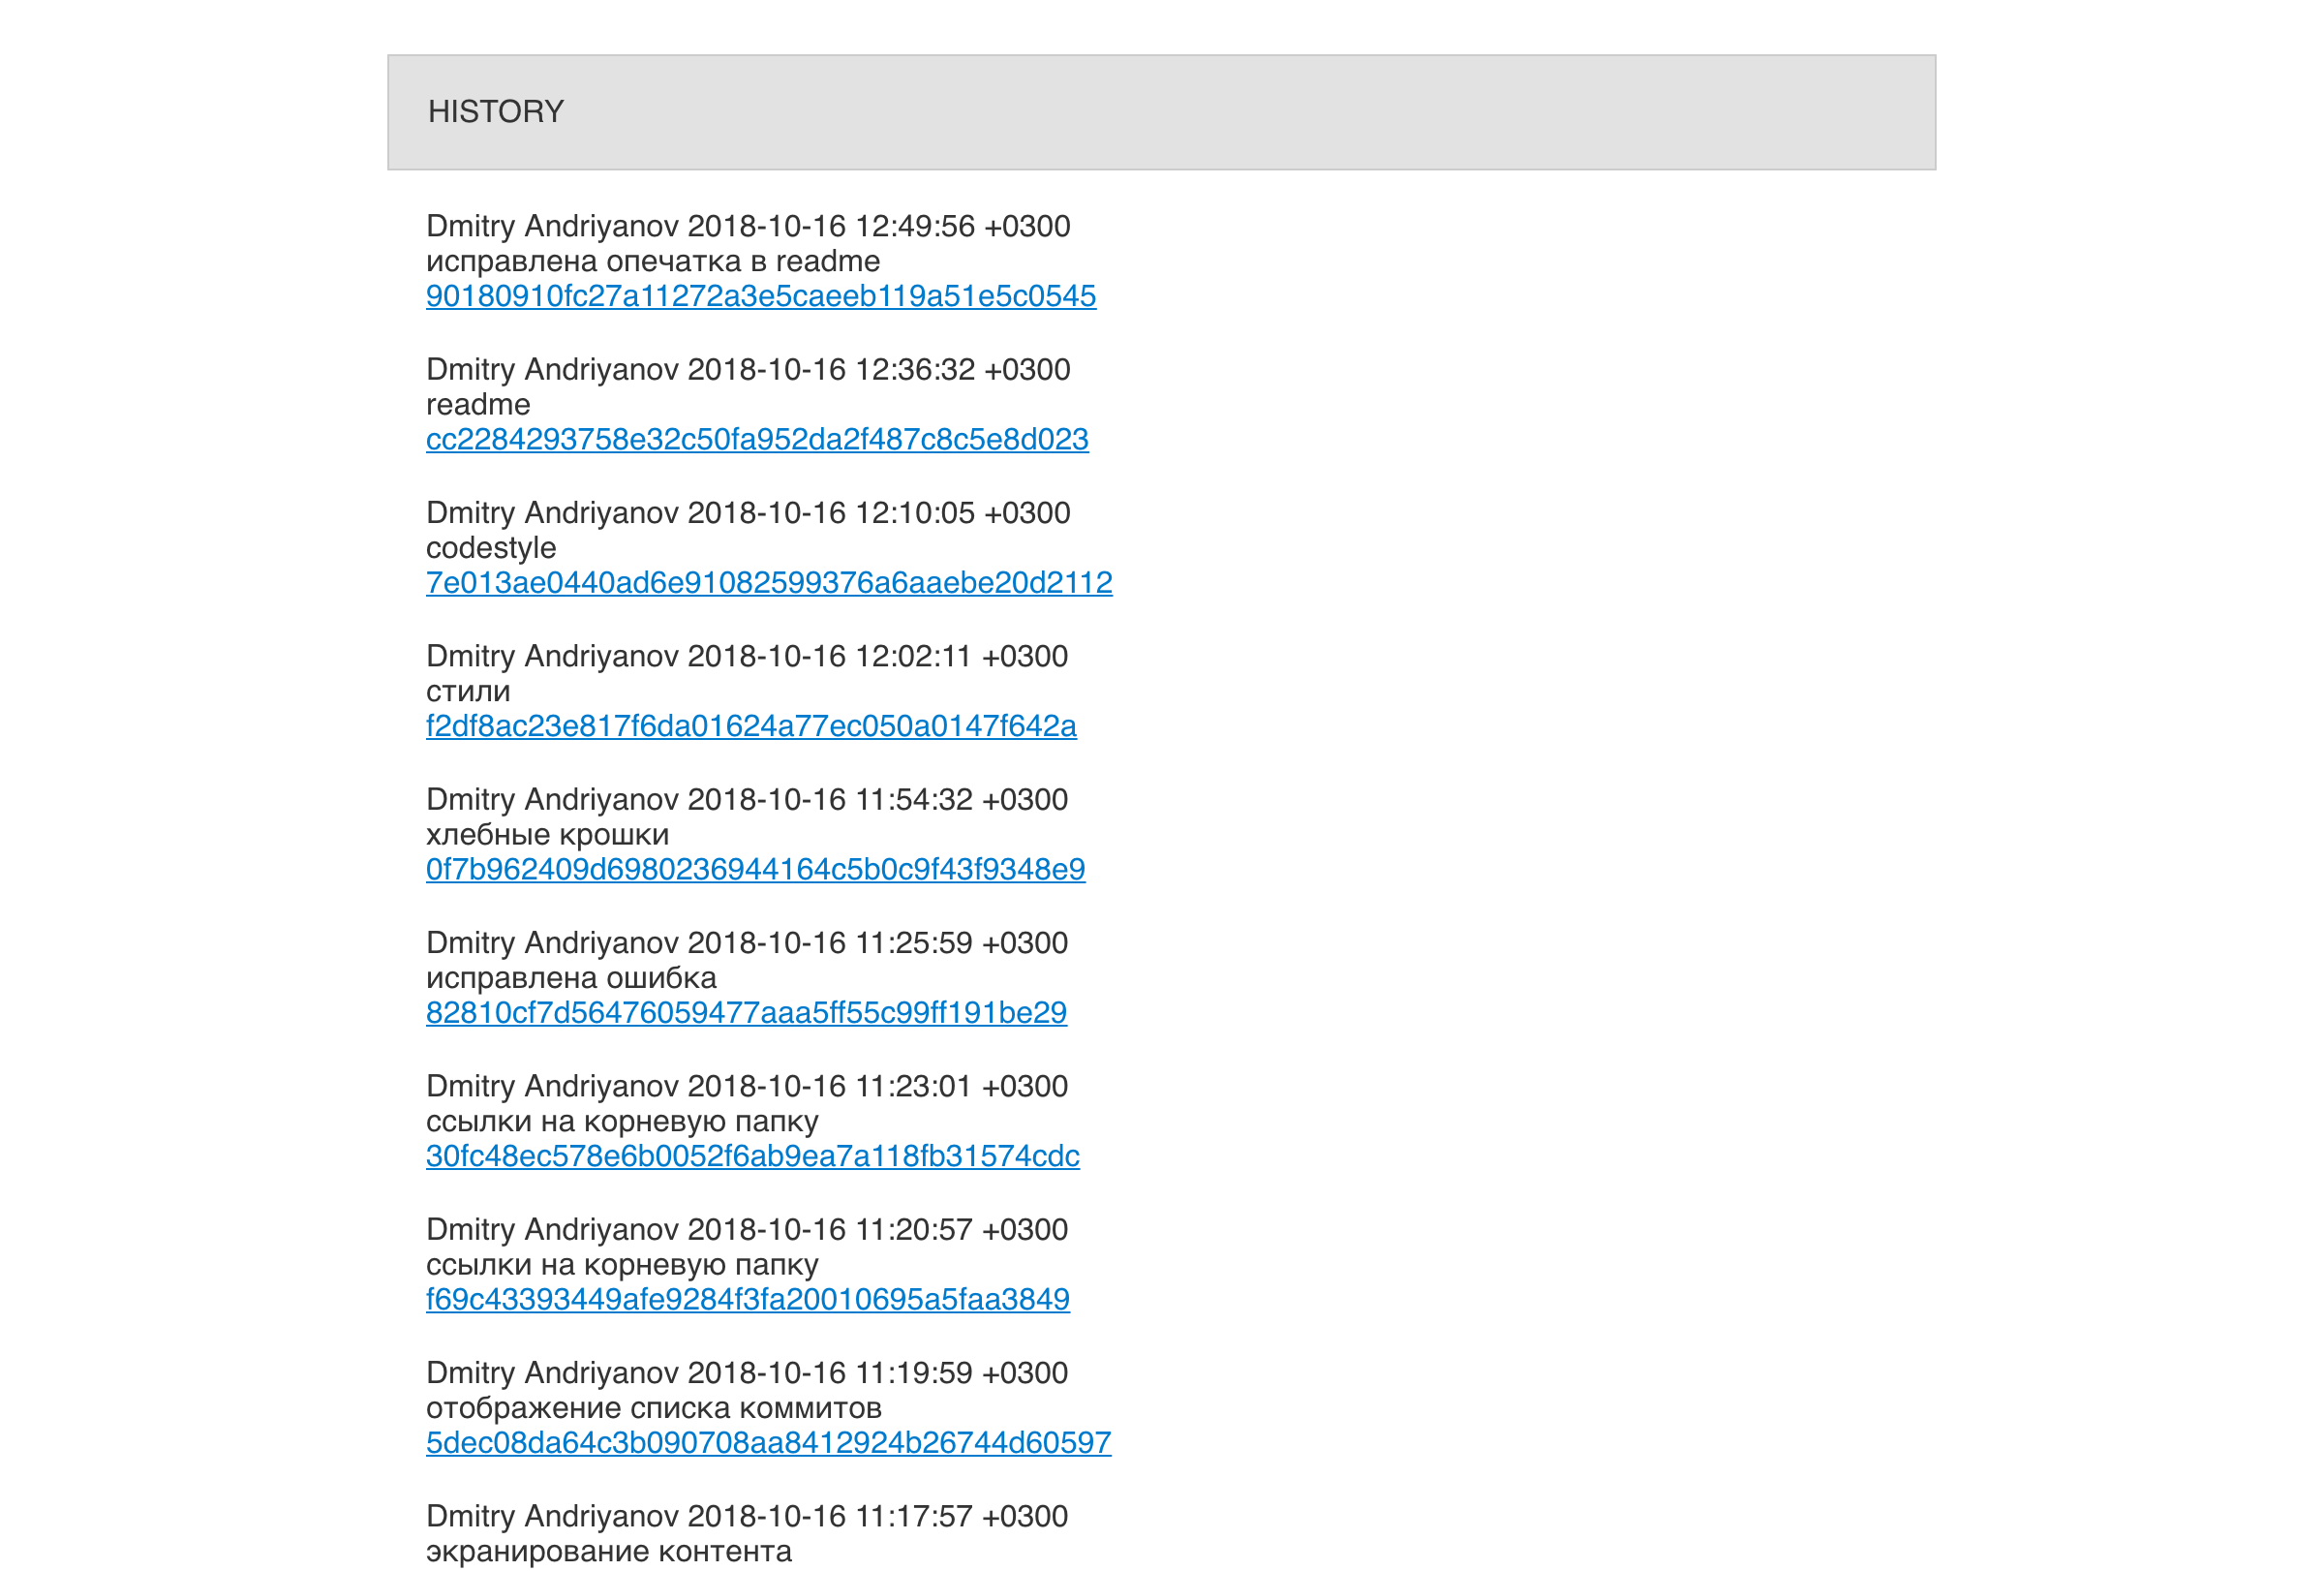 HISTORY
Dmitry Andriyanov 2018-10-16 12:49:56 +0300
исправлена опечатка в readme
90180910fc27a11272a3e5caeeb119a51e5c0545
Dmitry Andriyanov 2018-10-16 12:36:32 +0300
readme
cc2284293758e32c50fa952da2f487c8c5e8d023
Dmitry Andriyanov 2018-10-16 12:10:05 +0300
codestyle
7e013ae0440ad6e91082599376a6aaebe20d2112
Dmitry Andriyanov 2018-10-16 12:02:11 +0300
стили
f2df8ac23e817f6da01624a77ec050a0147f642a
Dmitry Andriyanov 2018-10-16 11:54:32 +0300
хлебные крошки
0f7b962409d6980236944164c5b0c9f43f9348e9
Dmitry Andriyanov 2018-10-16 11:25:59 +0300
исправлена ошибка
82810cf7d56476059477aaa5ff55c99ff191be29
Dmitry Andriyanov 2018-10-16 11:23:01 +0300
ссылки на корневую папку
30fc48ec578e6b0052f6ab9ea7a118fb31574cdc
Dmitry Andriyanov 2018-10-16 11:20:57 +0300
ссылки на корневую папку
f69c43393449afe9284f3fa20010695a5faa3849
Dmitry Andriyanov 2018-10-16 11:19:59 +0300
отображение списка коммитов
5dec08da64c3b090708aa8412924b26744d60597
Dmitry Andriyanov 2018-10-16 11:17:57 +0300
экранирование контента